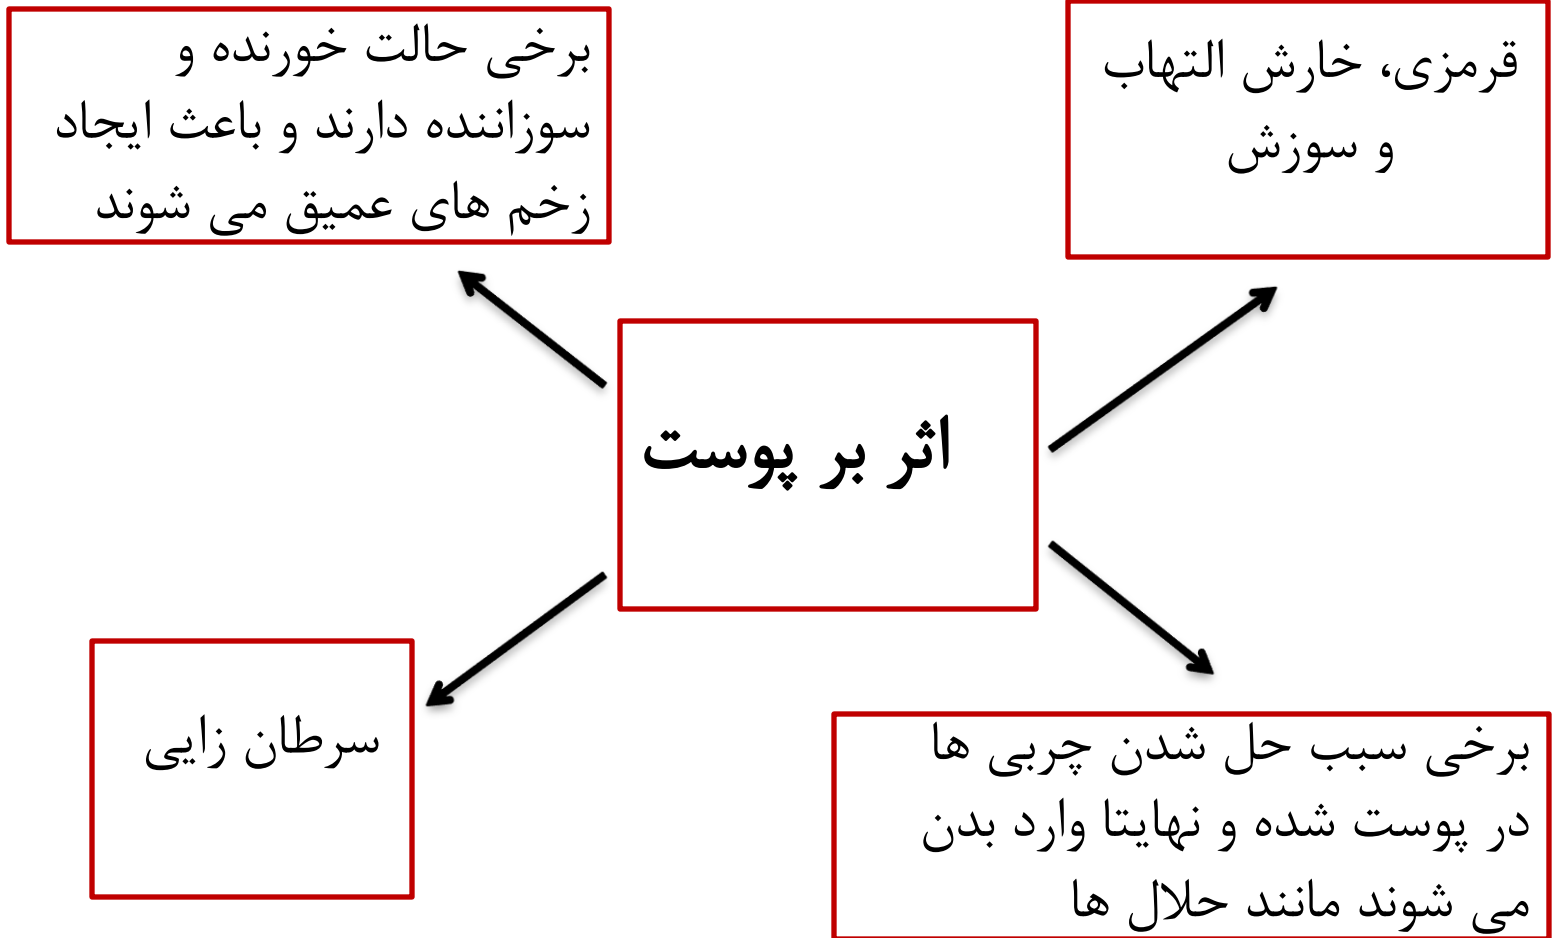 قرمزی، خارش التهاب
و سوزش
برخی حالت خورنده و
سوزاننده دارند و باعث ایجاد
زخم های عمیق می شوند
اثر بر پوست
سرطان زایی
برخی سبب حل شدن چربی ها
در پوست شده و نهایتا وارد بدن
می شوند مانند حلال ها